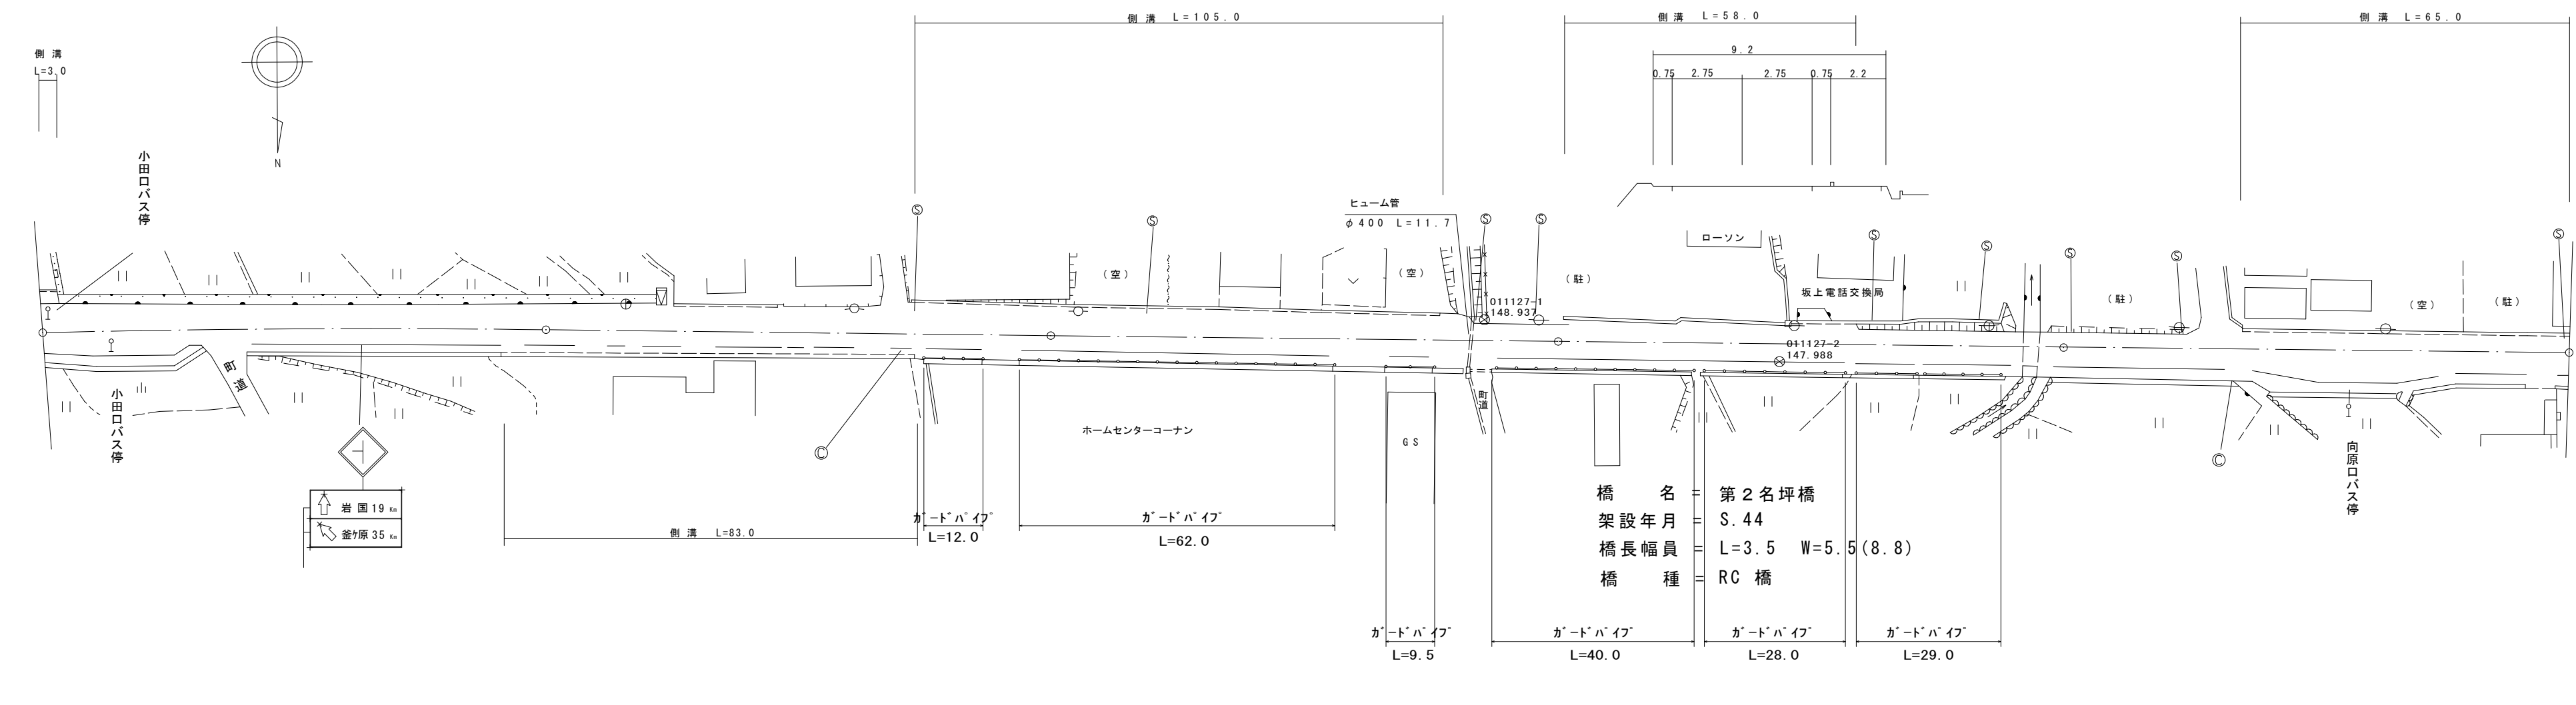 側溝 L=105.0
側溝 L=58.0
側溝 L=65.0
側溝
L=3.0
9.2
0.75 2.75 2.75 0.75 2.2
N
小田口バス停
ヒューム管
φ400 L=11.7
S
S
S
S
S
S
S
S
S
ローソン
(空)
(空)
(駐)
坂上電話交換局
(駐)
(空)
(駐)
011127-1
148.937
011127-2
147.988
町道
小田口バス停
町道
ホームセンターコーナン
GS
C
C
向原口バス停
岩国19Km
釜ケ原35Km
側溝 L=83.0
ガードパイプ
L=12.0
ガードパイプ
L=62.0
橋名 = 第2名坪橋
架設年月 = S.44
橋長幅員 = L=3.5 W=5.5(8.8)
橋種 = RC 橋
ガードパイプ
L=9.5
ガードパイプ
L=40.0
ガードパイプ
L=28.0
ガードパイプ
L=29.0